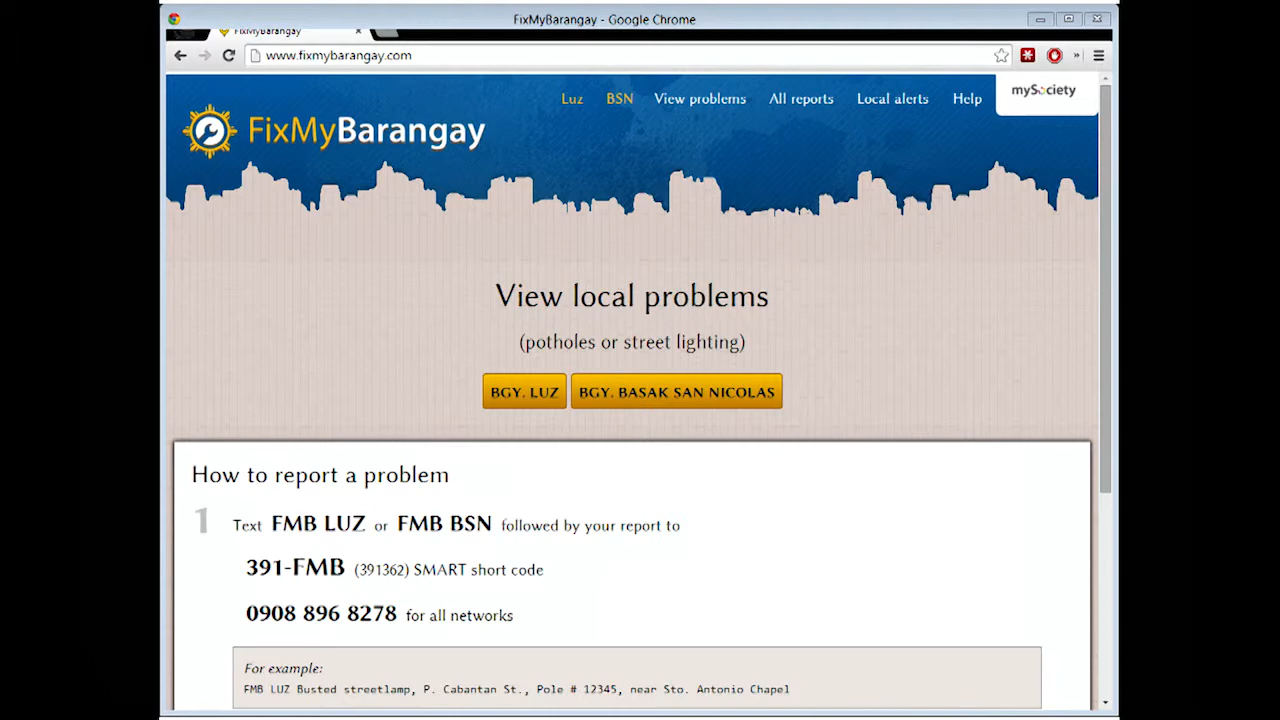 FixMyBarangay - Google Chrome
FixMyBarangay
www.fixmybarangay.com
Luz BSN View problems All reports Local alerts Help mySociety
FixMyBarangay
View local problems
(potholes or street lighting)
BGY. LUZ BGY. BASAK SAN NICOLAS
How to report a problem
1 Text FMB LUZ or FMB BSN followed by your report to
391-FMB (391362) SMART short code
0908 896 8278 for all networks
For example:
FMB LUZ Busted streetlamp, P. Cabantan St., Pole # 12345, near Sto. Antonio Chapel